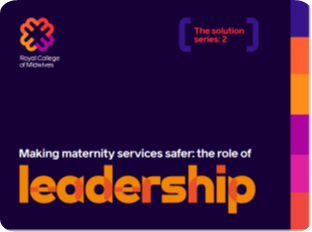 Royal College
of Midwives
The solution
series: 2
Making maternity services safer: the role of
leadership